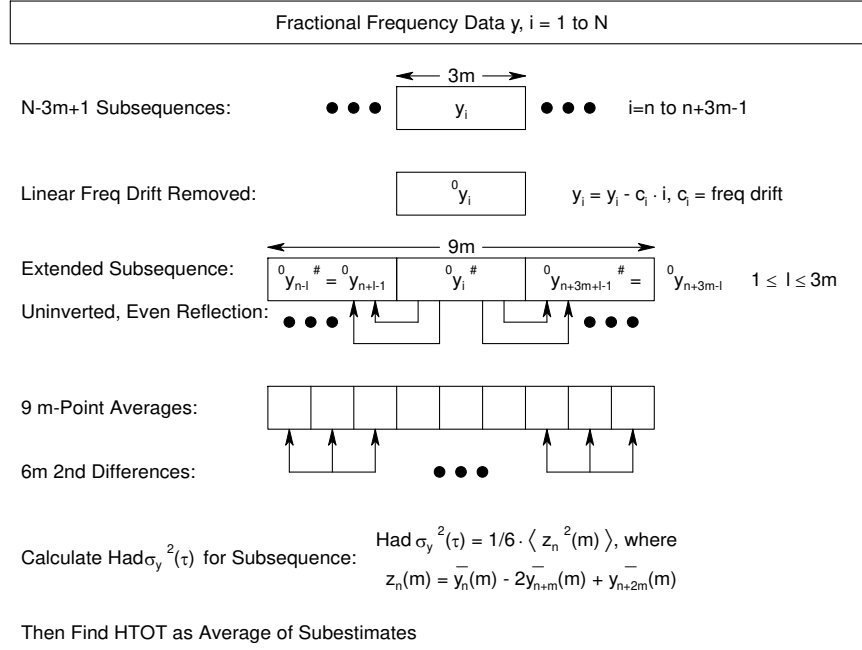 Fractional Frequency Data y, i = 1 to N
3m
N-3m+1 Subsequences: y_i i=n to n+3m-1
Linear Freq Drift Removed: ⁰y_i y_i = y_i - c_i · i, c_i = freq drift
9m
Extended Subsequence: ⁰y_{n-l}^# = ⁰y_{n+l-1} ⁰y_i^# ⁰y_{n+3m+l-1}^# = ⁰y_{n+3m-l} 1 ≤ l ≤ 3m
Uninverted, Even Reflection:
9 m-Point Averages:
6m 2nd Differences:
Calculate Hadσ_y²(τ) for Subsequence: Had σ_y²(τ) = 1/6 · ⟨ z_n²(m) ⟩, where
z_n(m) = y̅_n(m) - 2y̅_{n+m}(m) + y̅_{n+2m}(m)
Then Find HTOT as Average of Subestimates